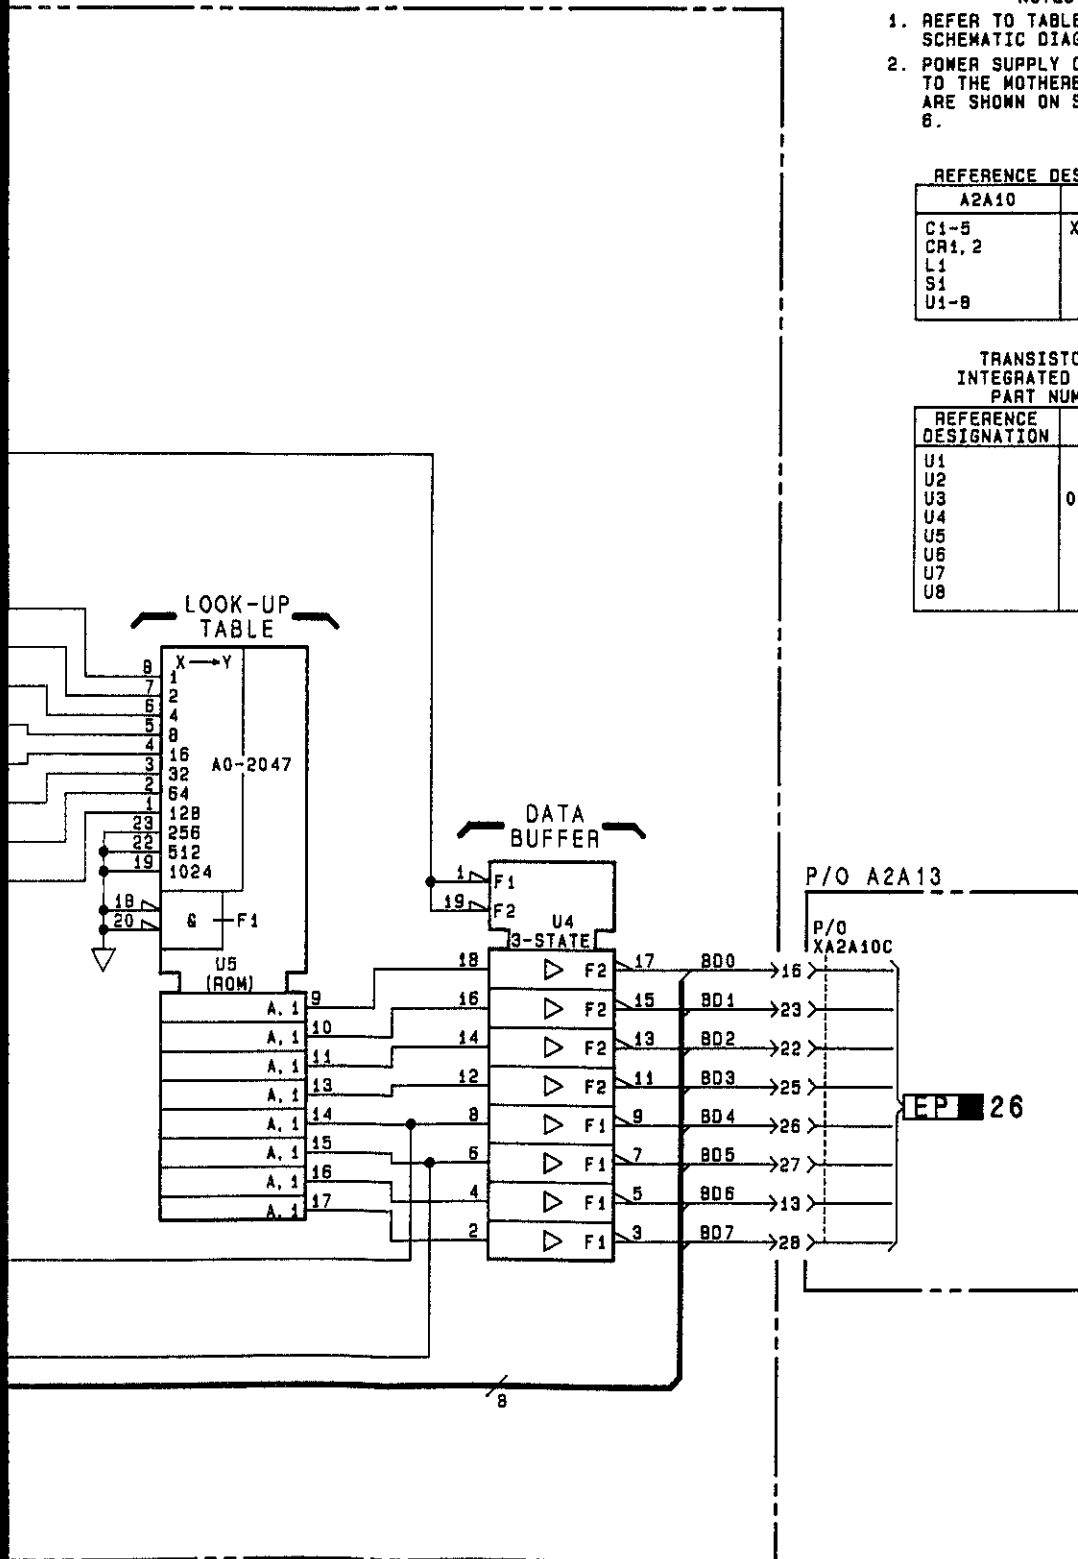 1. REFER TO TABLE
SCHEMATIC DIAG
2. POWER SUPPLY
TO THE MOTHERB
ARE SHOWN ON S
6.
REFERENCE DES
A2A10
C1-5
X
CR1,2
L1
S1
U1-8
TRANSISTO
INTEGRATED
PART NUM
REFERENCE
DESIGNATION
U1
U2
U3
0
U4
U5
U6
U7
U8
LOOK-UP
TABLE
X Y
8 1
7 2
6 4
5 8
4 16
A0-2047
3 32
2 64
1 128
23 256
22 512
19 1024
18
20
& F1
U5
(ROM)
A,1 9
A,1 10
A,1 11
A,1 13
A,1 14
A,1 15
A,1 16
A,1 17
DATA
BUFFER
1 F1
19 F2
U4
3-STATE
18 F2 17 BD0 16
16 F2 15 BD1 23
14 F2 13 BD2 22
12 F2 11 BD3 25
8 F1 9 BD4 26
6 F1 7 BD5 27
4 F1 5 BD6 13
2 F1 3 BD7 28
8
P/O A2A13
P/O
XA2A10C
EP 26